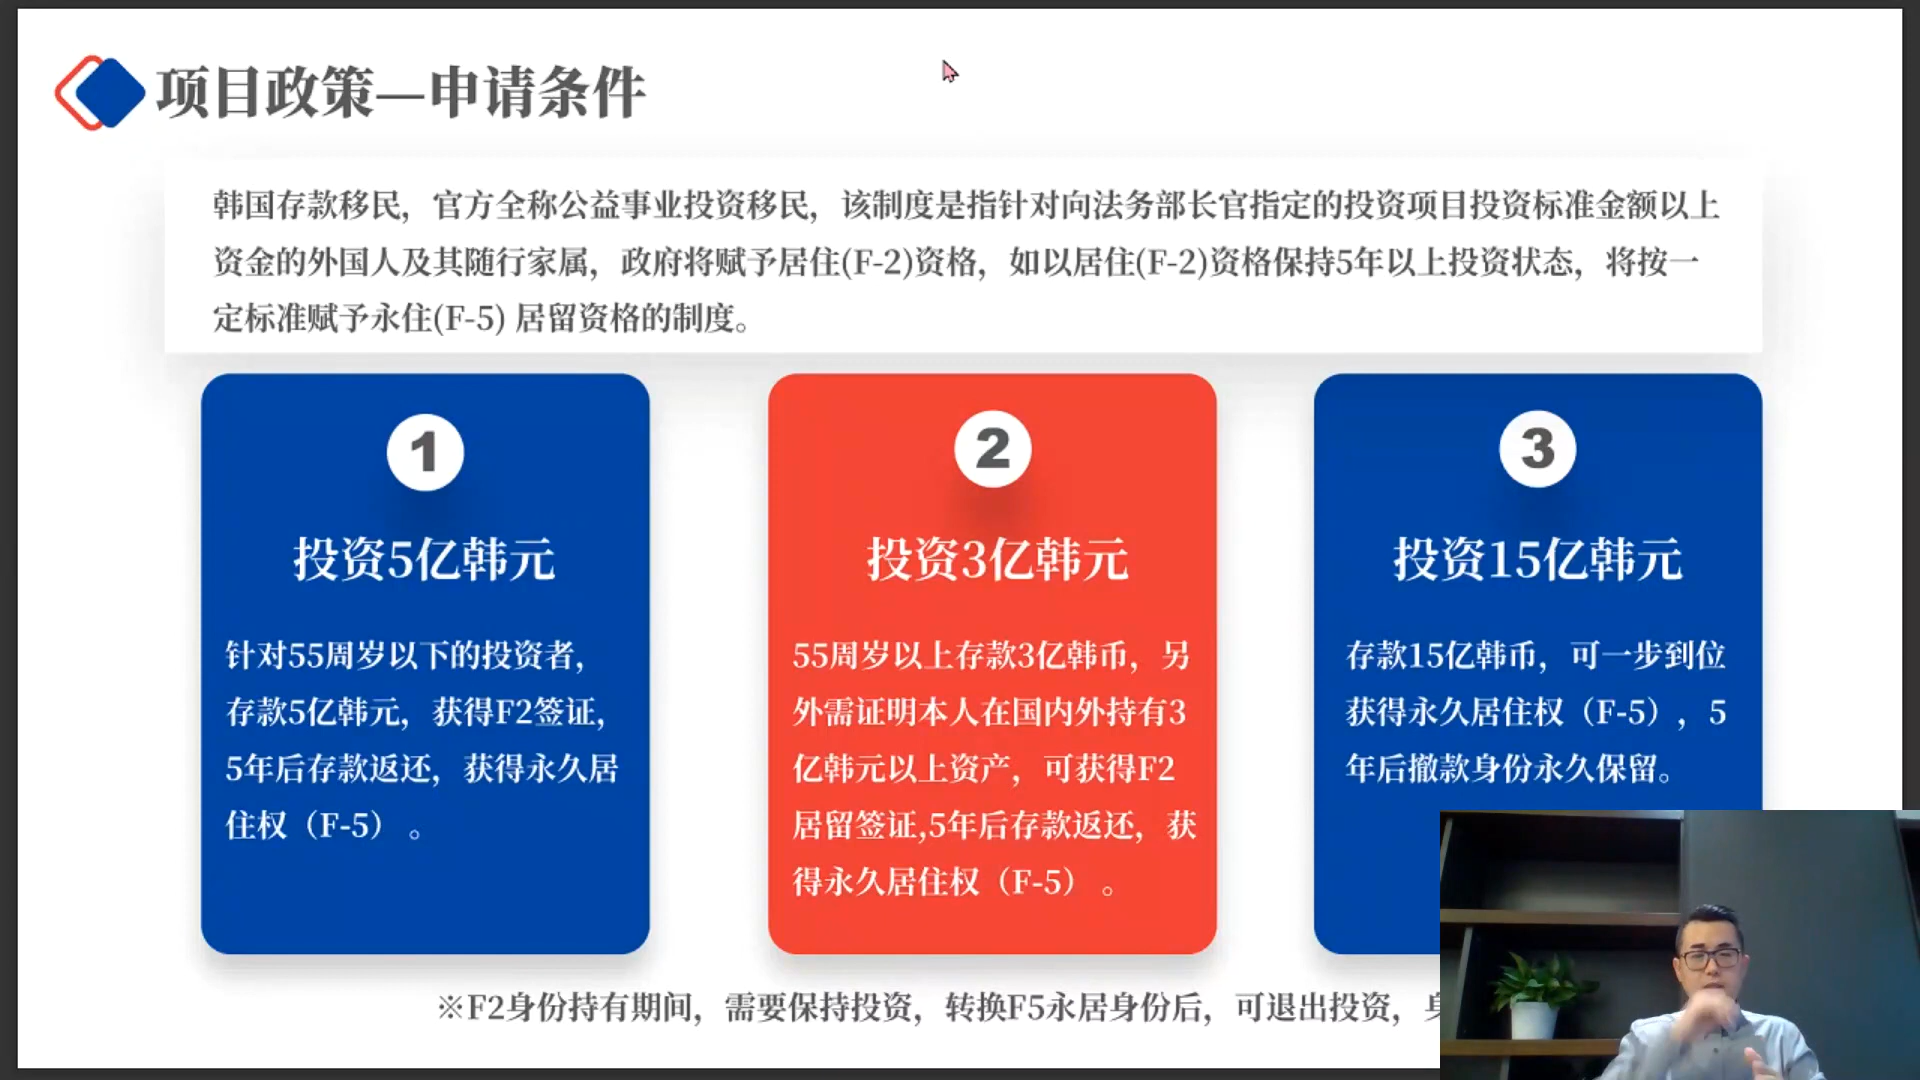 项目政策—申请条件
韩国存款移民，官方全称公益事业投资移民，该制度是指针对向法务部长官指定的投资项目投资标准金额以上
资金的外国人及其随行家属，政府将赋予居住(F-2)资格，如以居住(F-2)资格保持5年以上投资状态，将按一
定标准赋予永住(F-5) 居留资格的制度。
1
投资5亿韩元
针对55周岁以下的投资者，
存款5亿韩元，获得F2签证，
5年后存款返还，获得永久居
住权（F-5） 。
2
投资3亿韩元
55周岁以上存款3亿韩币，另
外需证明本人在国内外持有3
亿韩元以上资产，可获得F2
居留签证,5年后存款返还，获
得永久居住权（F-5） 。
3
投资15亿韩元
存款15亿韩币，可一步到位
获得永久居住权（F-5），5
年后撤款身份永久保留。
※F2身份持有期间，需要保持投资，转换F5永居身份后，可退出投资，